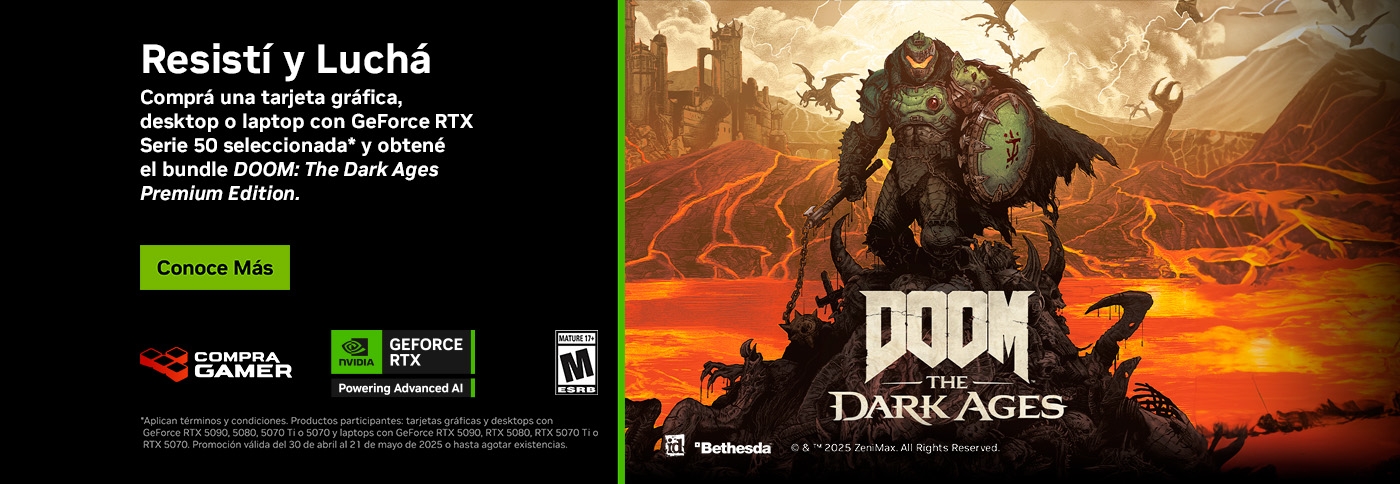 Resistí y Luchá
Comprá una tarjeta gráfica,
desktop o laptop con GeForce RTX
Serie 50 seleccionada* y obtené
el bundle DOOM: The Dark Ages
Premium Edition.
Conoce Más
COMPRA
GAMER
NVIDIA
GEFORCE
RTX
Powering Advanced AI
MATURE 17+
M
ESRB
*Aplican términos y condiciones. Productos participantes: tarjetas gráficas y desktops con
GeForce RTX 5090, 5080, 5070 Ti o 5070 y laptops con GeForce RTX 5090, RTX 5080, RTX 5070 Ti o
RTX 5070. Promoción válida del 30 de abril al 21 de mayo de 2025 o hasta agotar existencias.
DOOM
THE
DARK AGES
id
Bethesda
© & ™ 2025 ZeniMax. All Rights Reserved.